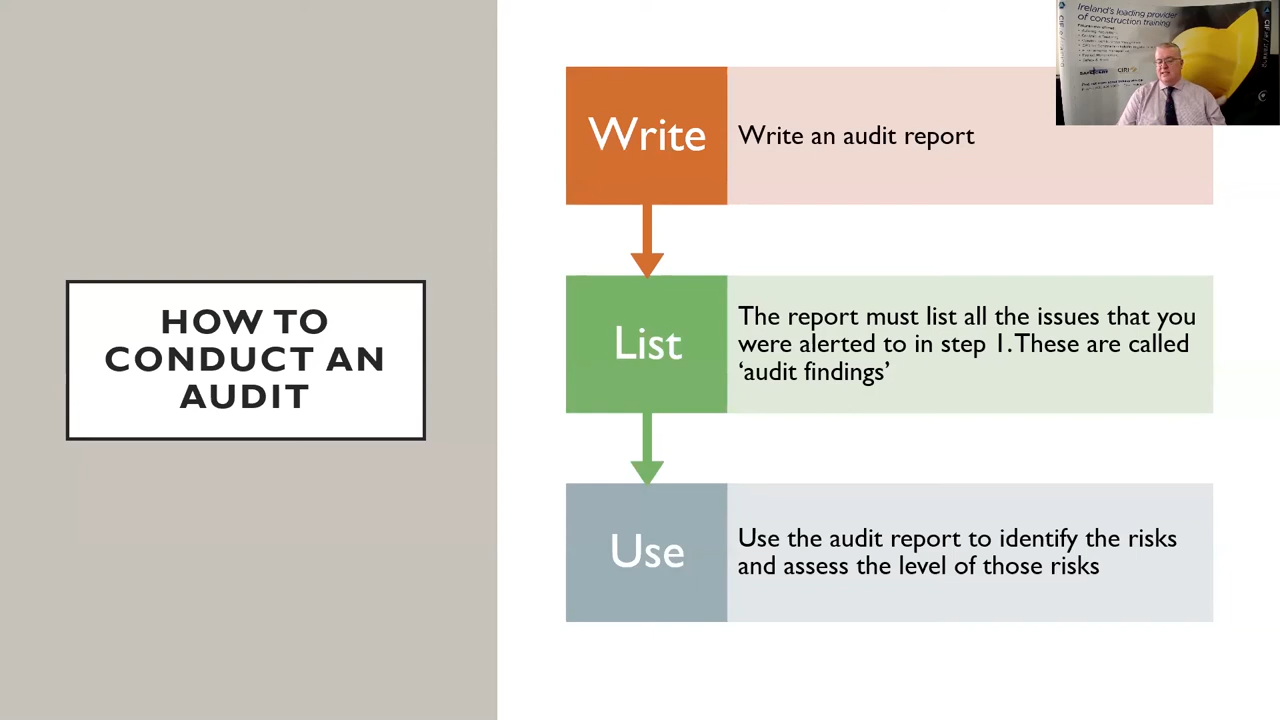 HOW TO
CONDUCT AN
AUDIT
Write
Write an audit report
List
The report must list all the issues that you
were alerted to in step 1. These are called
‘audit findings’
Use
Use the audit report to identify the risks
and assess the level of those risks
Ireland's leading provider
of construction training